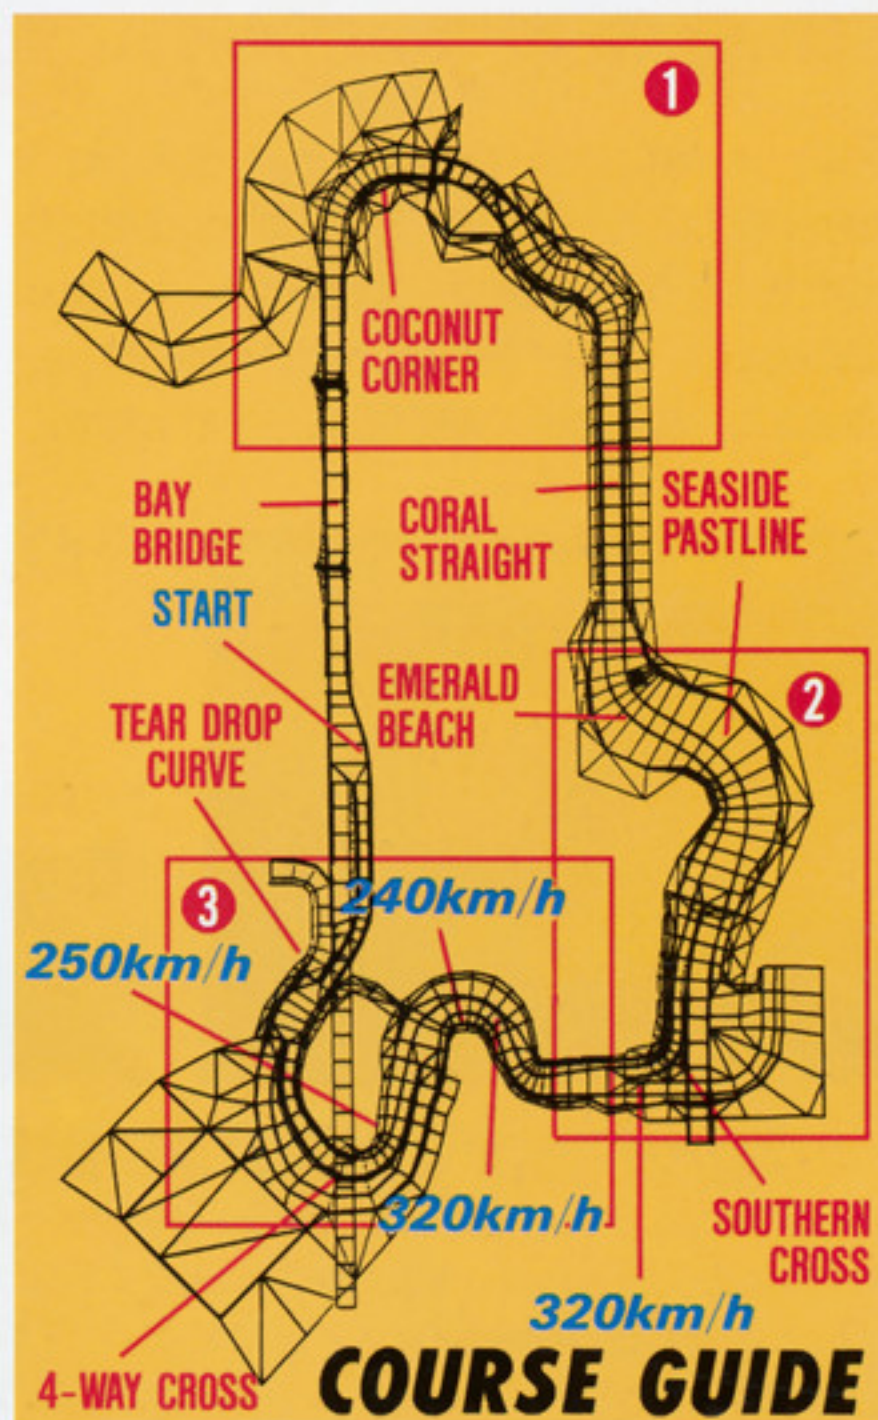 1
COCONUT
CORNER
BAY
BRIDGE
CORAL
STRAIGHT
SEASIDE
PASTLINE
START
EMERALD
BEACH
2
TEAR DROP
CURVE
3
240km/h
250km/h
320km/h
SOUTHERN
CROSS
320km/h
4-WAY CROSS
COURSE GUIDE